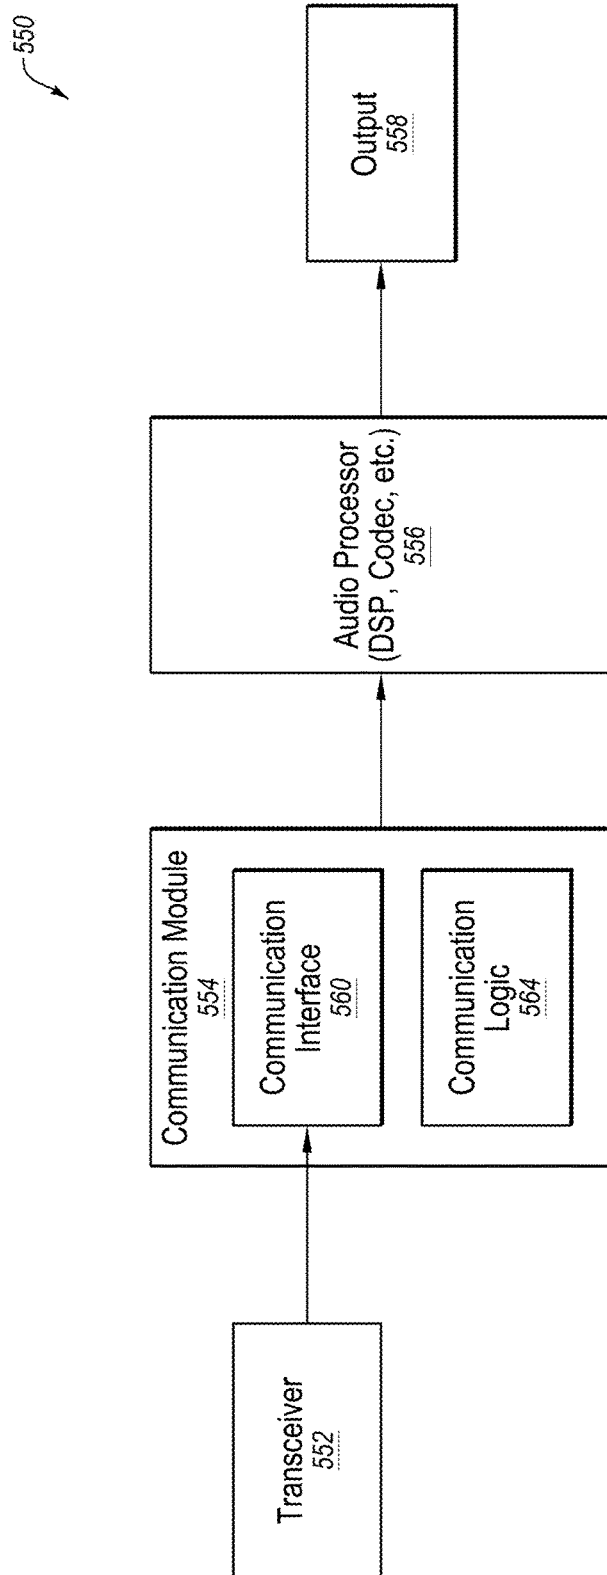 550
Transceiver
552
Communication Module
554
Communication
Interface
560
Communication
Logic
564
Audio Processor
(DSP, Codec, etc.)
556
Output
558